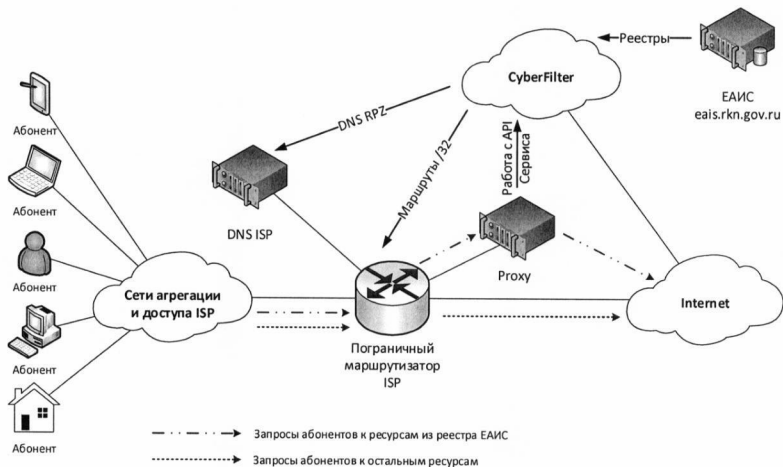 Реестры
CyberFilter
ЕАИС
eais.rkn.gov.ru
Абонент
DNS RPZ
Маршруты /32
Работа с API
Сервиса
Абонент
DNS ISP
Proxy
Абонент
Сети агрегации
и доступа ISP
Internet
Абонент
Пограничный
маршрутизатор
ISP
Абонент
Запросы абонентов к ресурсам из реестра ЕАИС
Запросы абонентов к остальным ресурсам